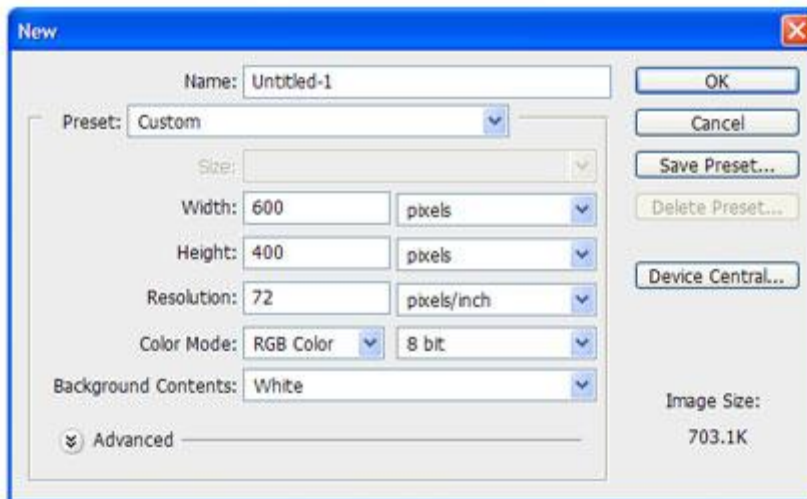 New
Name: Untitled-1
OK
Preset: Custom
Cancel
Size:
Save Preset...
Width: 600 pixels
Delete Preset...
Height: 400 pixels
Device Central...
Resolution: 72 pixels/inch
Color Mode: RGB Color 8 bit
Background Contents: White
Image Size:
Advanced
703.1K